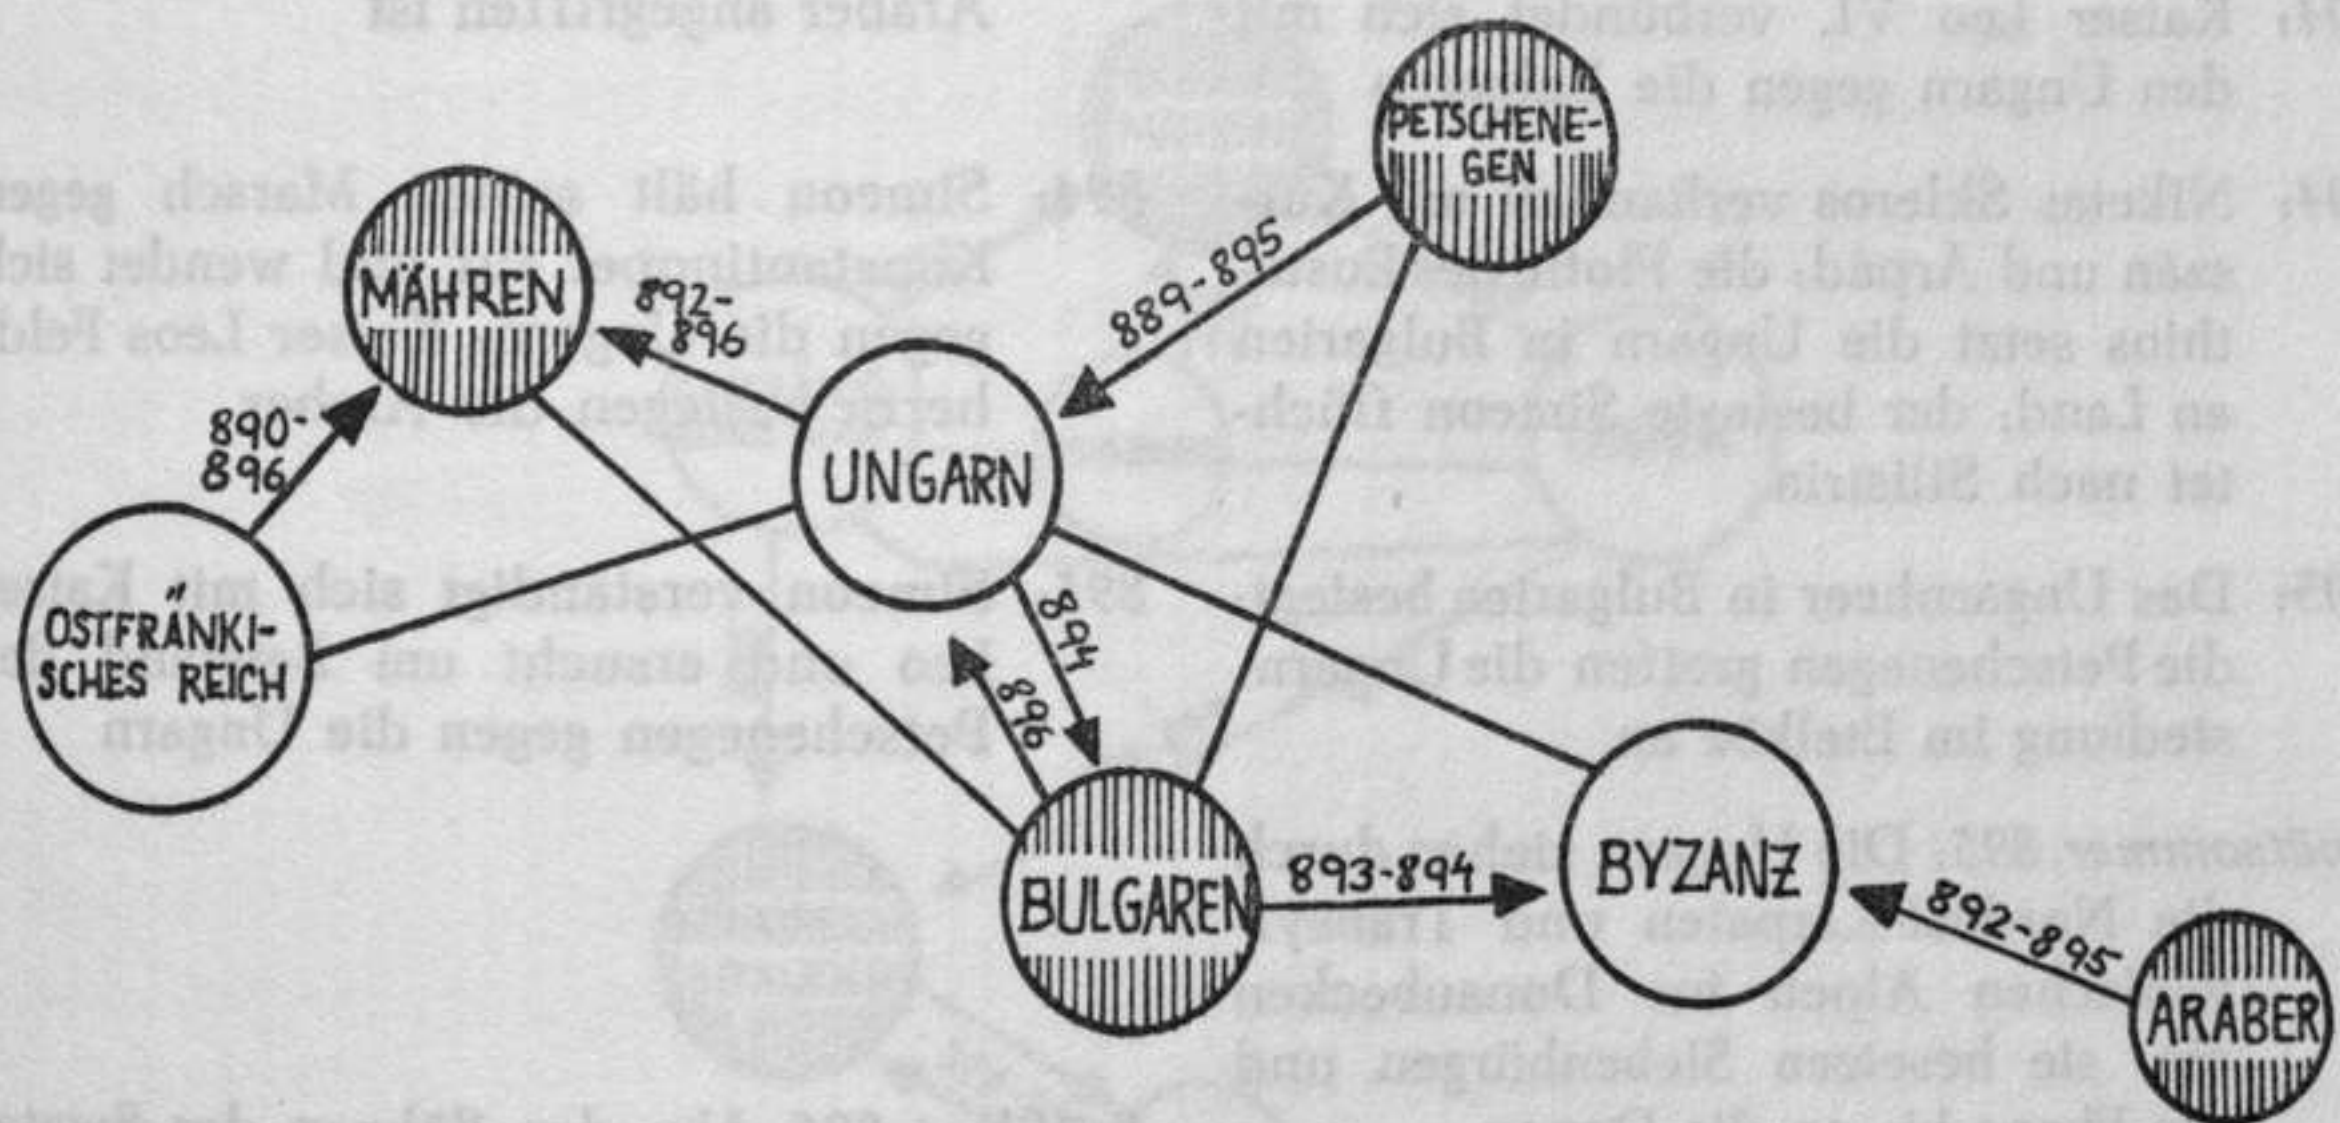 PETSCHENE-
GEN
MÄHREN
892-
896
889-895
890-
896
UNGARN
OSTFRÄNKI-
SCHES REICH
894
896
BULGAREN
893-894
BYZANZ
892-895
ARABER